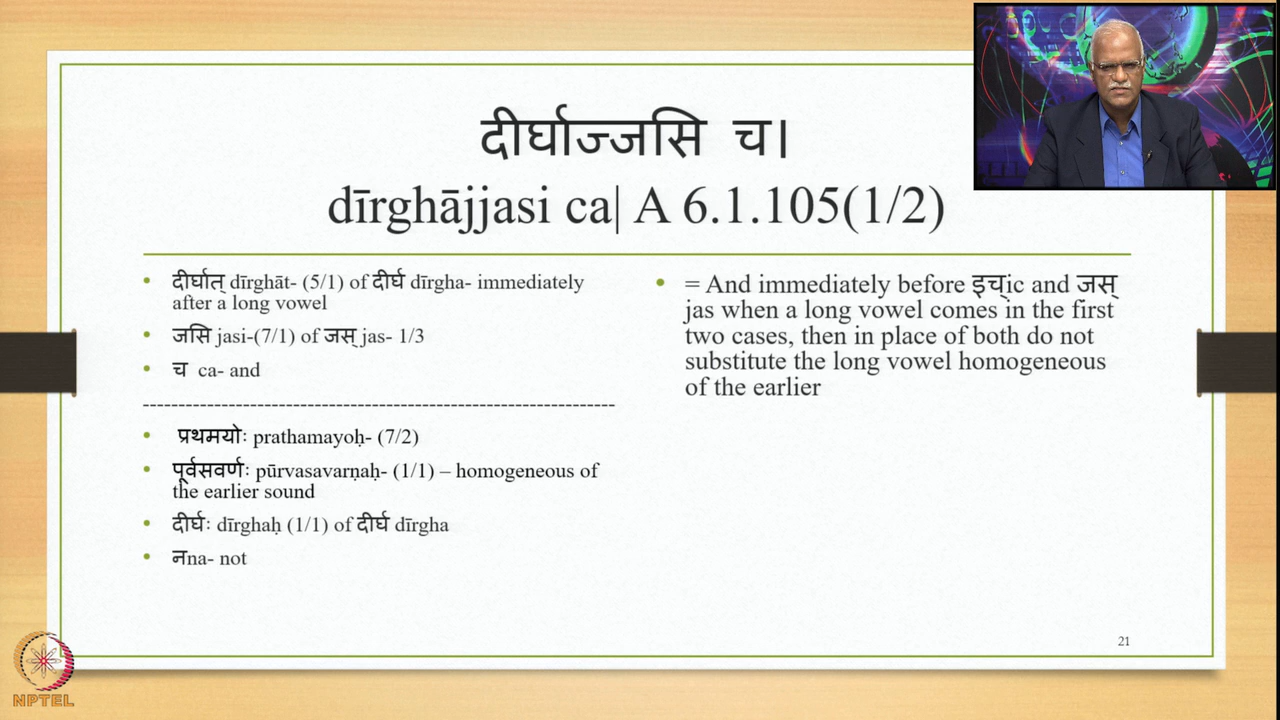 दीर्घाज्जसि च।
dīrghājjasi ca| A 6.1.105(1/2)
• दीर्घात् dīrghāt- (5/1) of दीर्घ dīrgha- immediately
after a long vowel
• जसि jasi-(7/1) of जस् jas- 1/3
• च ca- and
--------------------------------------------------------------
• प्रथमयोः prathamayoḥ- (7/2)
• पूर्वसवर्णः pūrvasavarṇaḥ- (1/1) – homogeneous of
the earlier sound
• दीर्घः dīrghaḥ (1/1) of दीर्घ dīrgha
• नna- not
• = And immediately before इच्ic and जस्
jas when a long vowel comes in the first
two cases, then in place of both do not
substitute the long vowel homogeneous
of the earlier
21
NPTEL